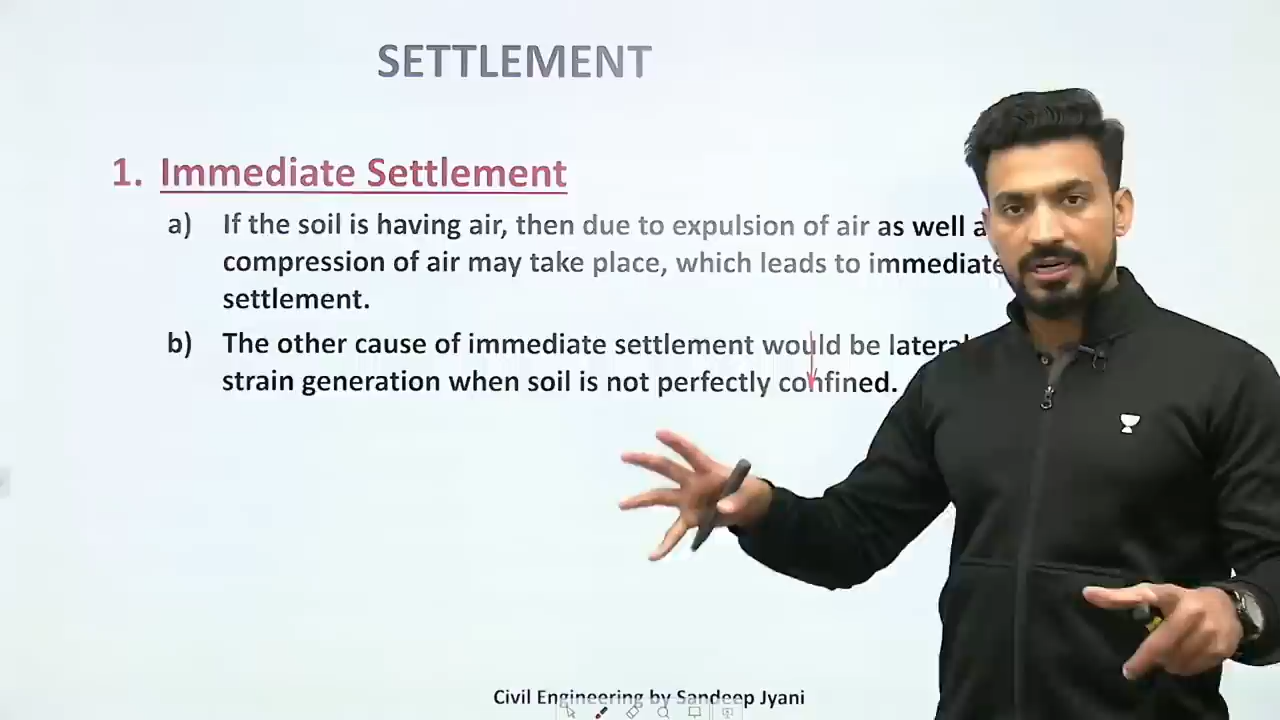 SETTLEMENT
1. Immediate Settlement
a) If the soil is having air, then due to expulsion of air as well
compression of air may take place, which leads to immediate
settlement.
b) The other cause of immediate settlement would be lateral
strain generation when soil is not perfectly confined.
Civil Engineering by Sandeep Jyani